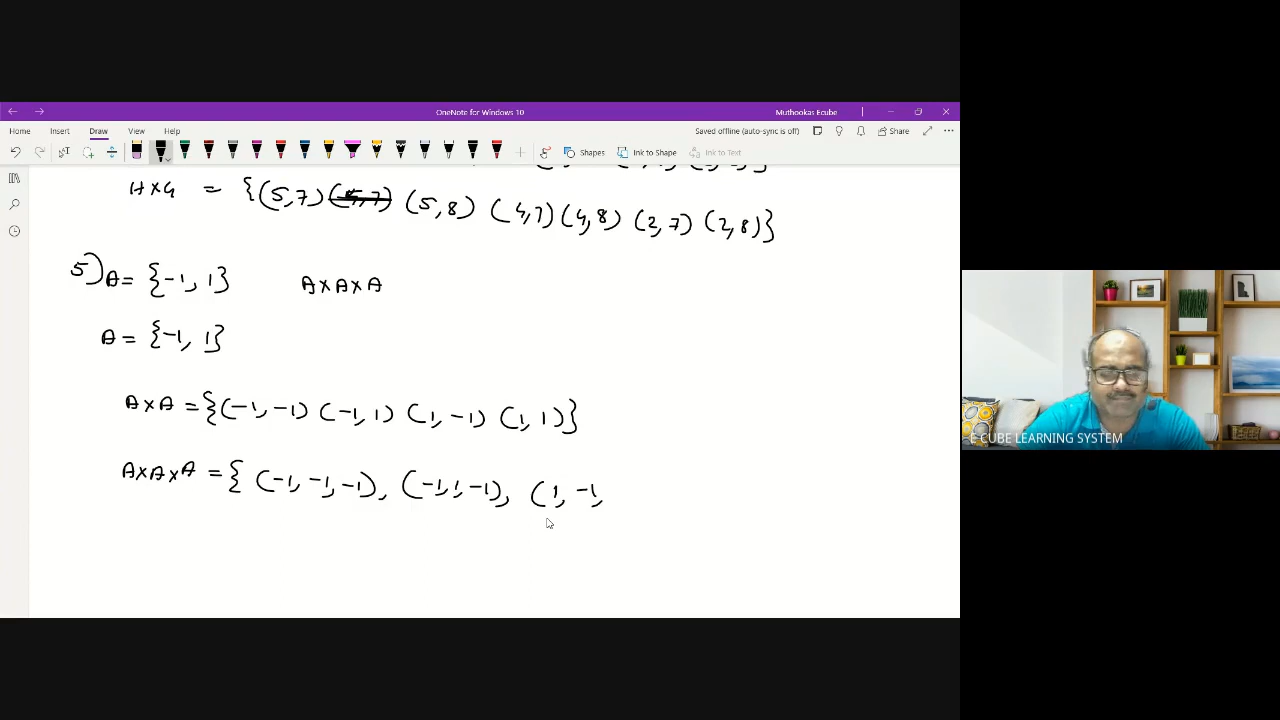 OneNote for Windows 10
Muthookas Ecube
Home Insert Draw View Help
Saved offline (auto-sync is off)
Share
Shapes Ink to Shape Ink to Text
H×G = {(5,7) (5,8) (4,7) (4,8) (2,7) (2,8)}
5) A = {-1, 1} A×A×A
A = {-1, 1}
A×A = {(-1, -1) (-1, 1) (1, -1) (1, 1)}
A×A×A = { (-1, -1, -1), (-1, 1, -1), (1, -1,
E CUBE LEARNING SYSTEM